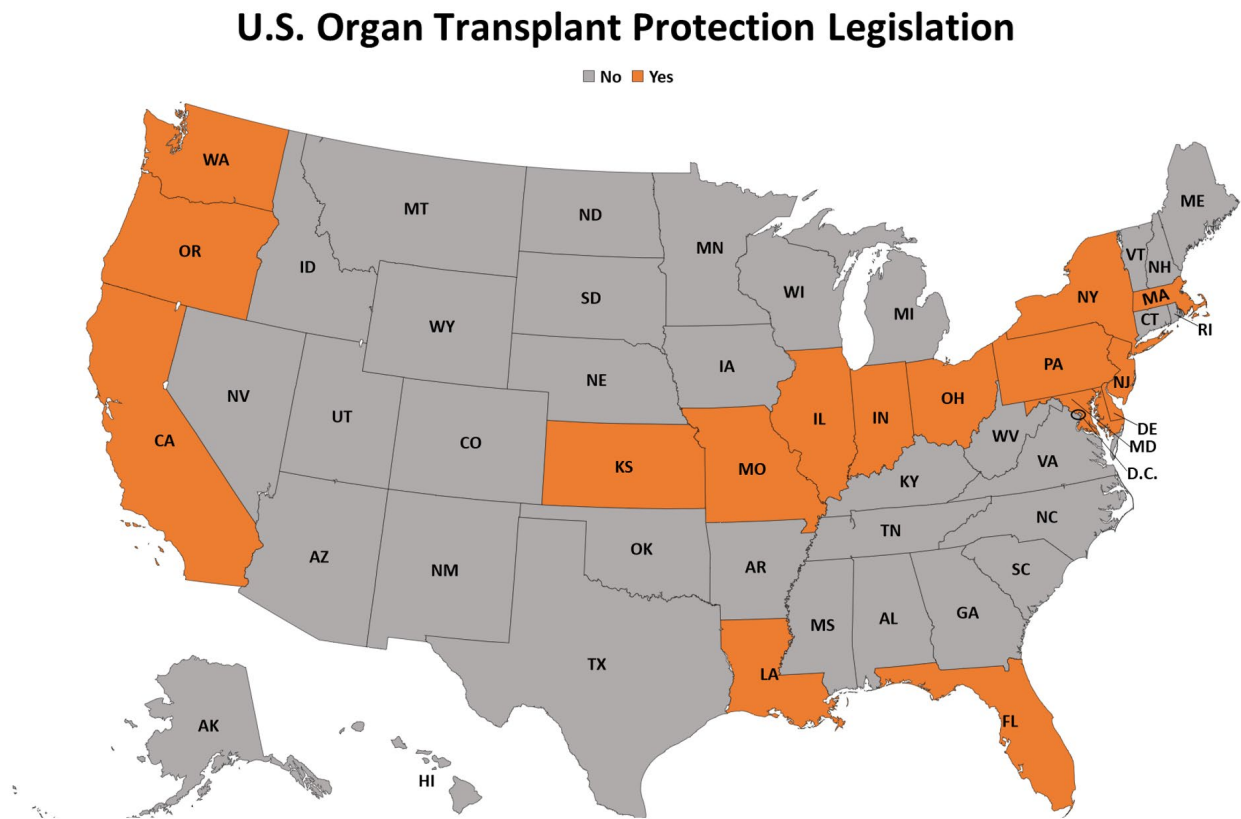 U.S. Organ Transplant Protection Legislation
No Yes
WA
MT
ND
MN
ME
OR
ID
SD
WI
MI
VT
NH
NY
MA
CT
RI
WY
IA
NE
PA
NJ
NV
UT
CO
IL
IN
OH
DE
MD
D.C.
CA
KS
MO
WV
VA
KY
NC
TN
AZ
NM
OK
AR
SC
MS
AL
GA
TX
LA
FL
AK
HI